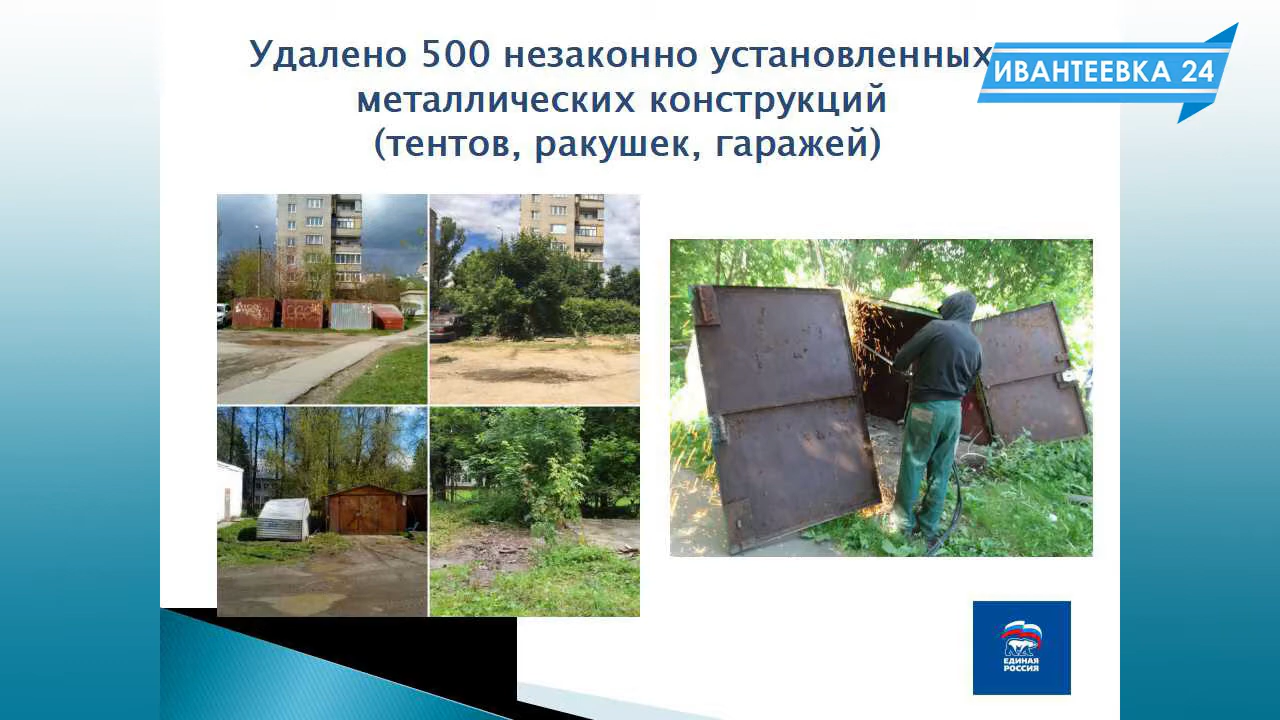 Удалено 500 незаконно установленных
металлических конструкций
(тентов, ракушек, гаражей)
ИВАНТЕЕВКА 24
ЕДИНАЯ
РОССИЯ